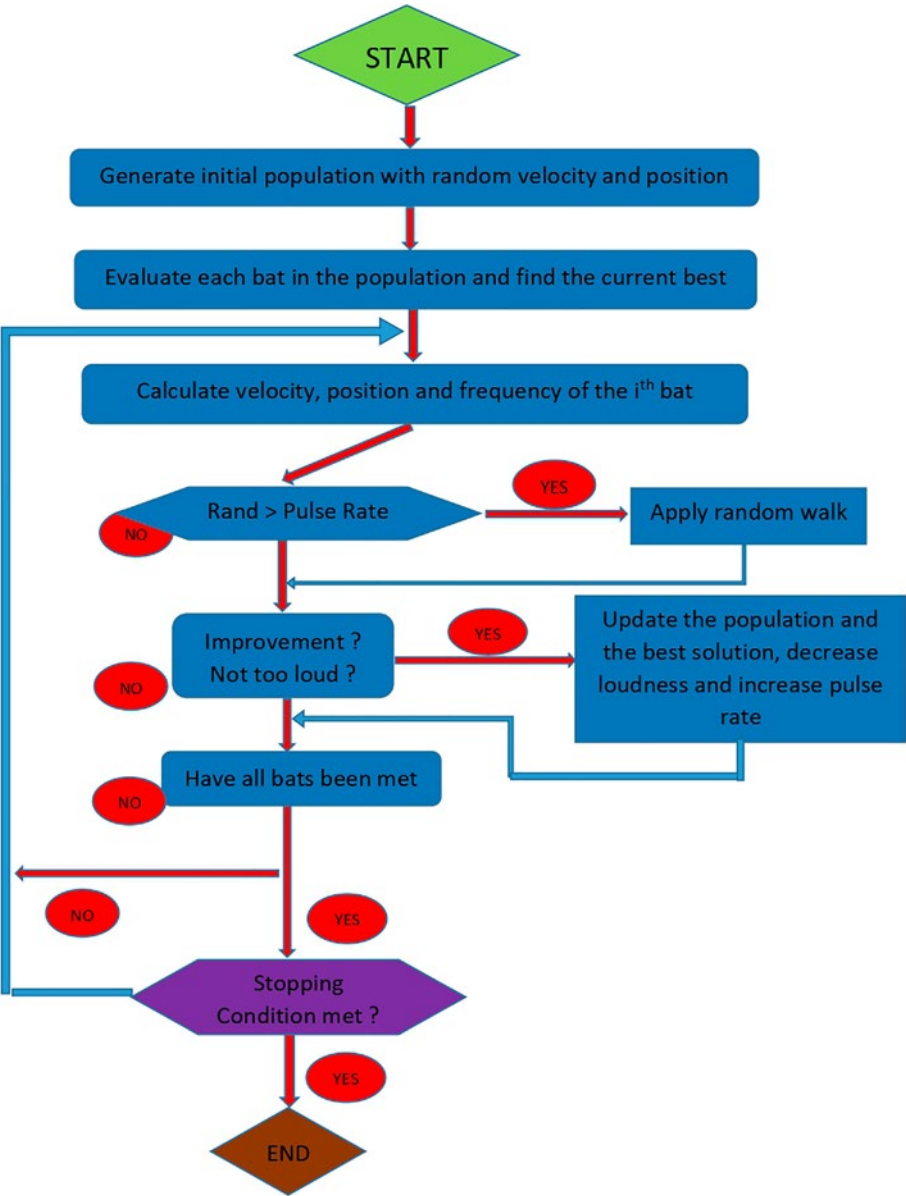 START
Generate initial population with random velocity and position
Evaluate each bat in the population and find the current best
Calculate velocity, position and frequency of the iᵗʰ bat
Rand > Pulse Rate
YES
Apply random walk
NO
Improvement ?
Not too loud ?
YES
Update the population and
the best solution, decrease
loudness and increase pulse
rate
NO
Have all bats been met
NO
NO
YES
Stopping
Condition met ?
YES
END